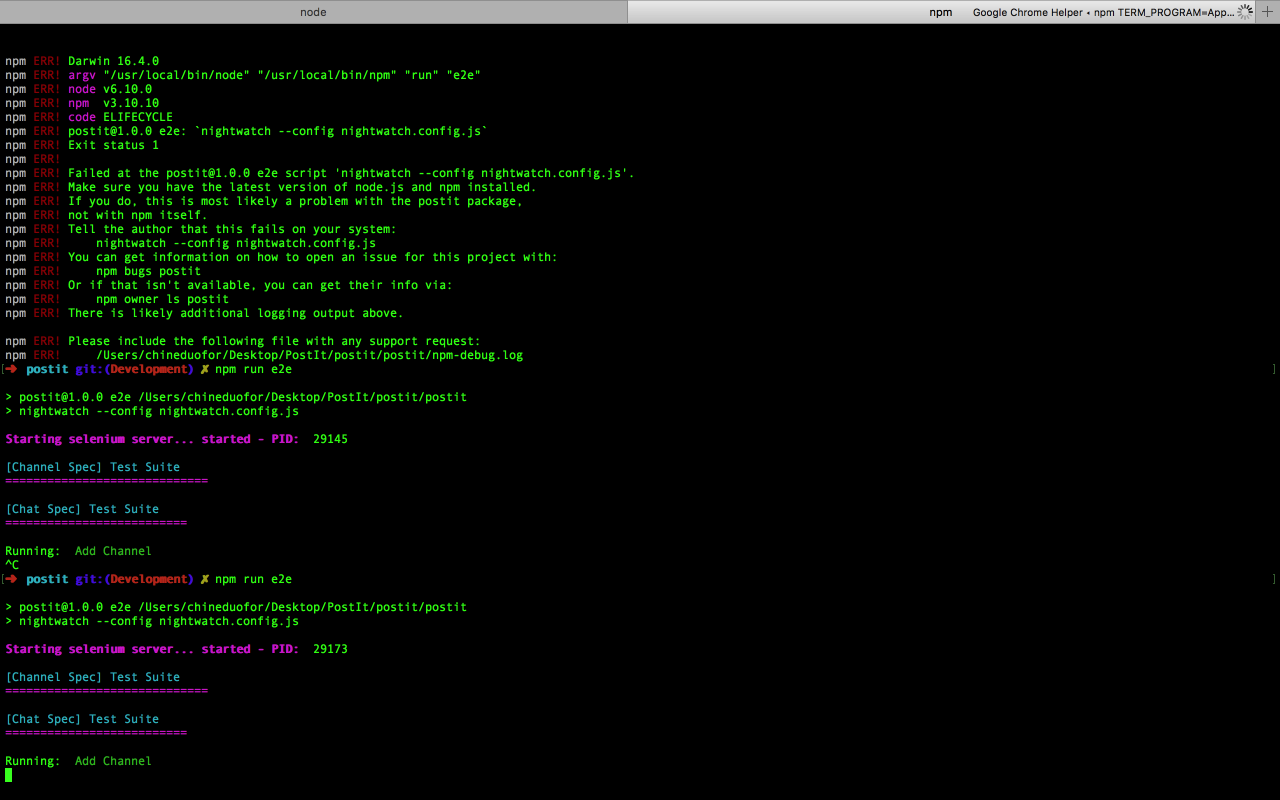 node
npm Google Chrome Helper • npm TERM_PROGRAM=App...
npm ERR! Darwin 16.4.0
npm ERR! argv "/usr/local/bin/node" "/usr/local/bin/npm" "run" "e2e"
npm ERR! node v6.10.0
npm ERR! npm  v3.10.10
npm ERR! code ELIFECYCLE
npm ERR! postit@1.0.0 e2e: `nightwatch --config nightwatch.config.js`
npm ERR! Exit status 1
npm ERR!
npm ERR! Failed at the postit@1.0.0 e2e script 'nightwatch --config nightwatch.config.js'.
npm ERR! Make sure you have the latest version of node.js and npm installed.
npm ERR! If you do, this is most likely a problem with the postit package,
npm ERR! not with npm itself.
npm ERR! Tell the author that this fails on your system:
npm ERR!     nightwatch --config nightwatch.config.js
npm ERR! You can get information on how to open an issue for this project with:
npm ERR!     npm bugs postit
npm ERR! Or if that isn't available, you can get their info via:
npm ERR!     npm owner ls postit
npm ERR! There is likely additional logging output above.
npm ERR! Please include the following file with any support request:
npm ERR!     /Users/chineduofor/Desktop/PostIt/postit/postit/npm-debug.log
[➜  postit git:(Development) ✗ npm run e2e ]
> postit@1.0.0 e2e /Users/chineduofor/Desktop/PostIt/postit/postit
> nightwatch --config nightwatch.config.js
Starting selenium server... started - PID:  29145
[Channel Spec] Test Suite
=============================
[Chat Spec] Test Suite
==========================
Running:  Add Channel
^C
[➜  postit git:(Development) ✗ npm run e2e ]
> postit@1.0.0 e2e /Users/chineduofor/Desktop/PostIt/postit/postit
> nightwatch --config nightwatch.config.js
Starting selenium server... started - PID:  29173
[Channel Spec] Test Suite
=============================
[Chat Spec] Test Suite
==========================
Running:  Add Channel